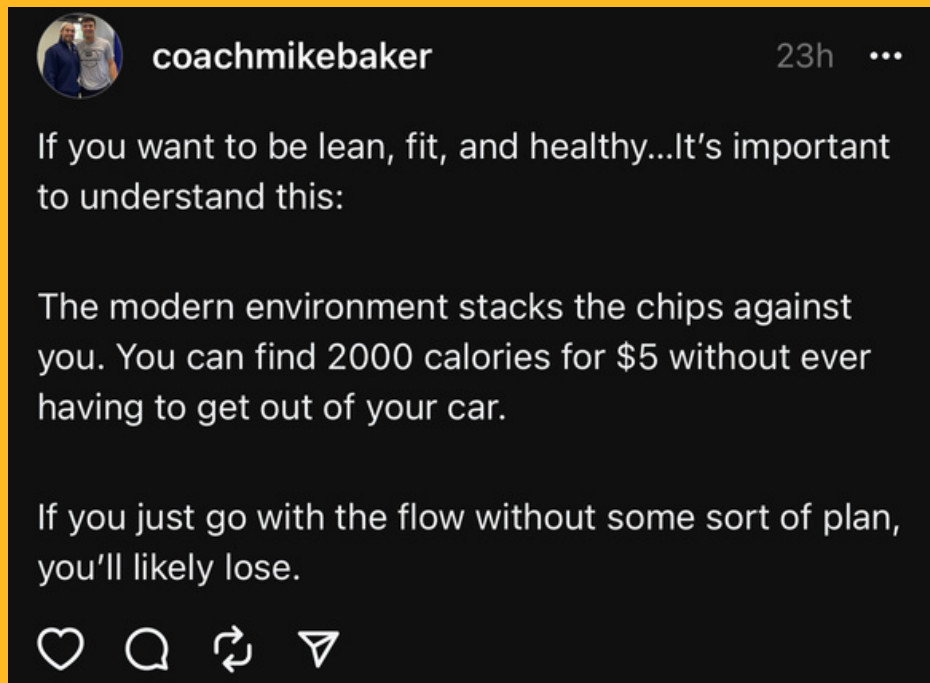 coachmikebaker 23h
If you want to be lean, fit, and healthy...It’s important
to understand this:
The modern environment stacks the chips against
you. You can find 2000 calories for $5 without ever
having to get out of your car.
If you just go with the flow without some sort of plan,
you’ll likely lose.